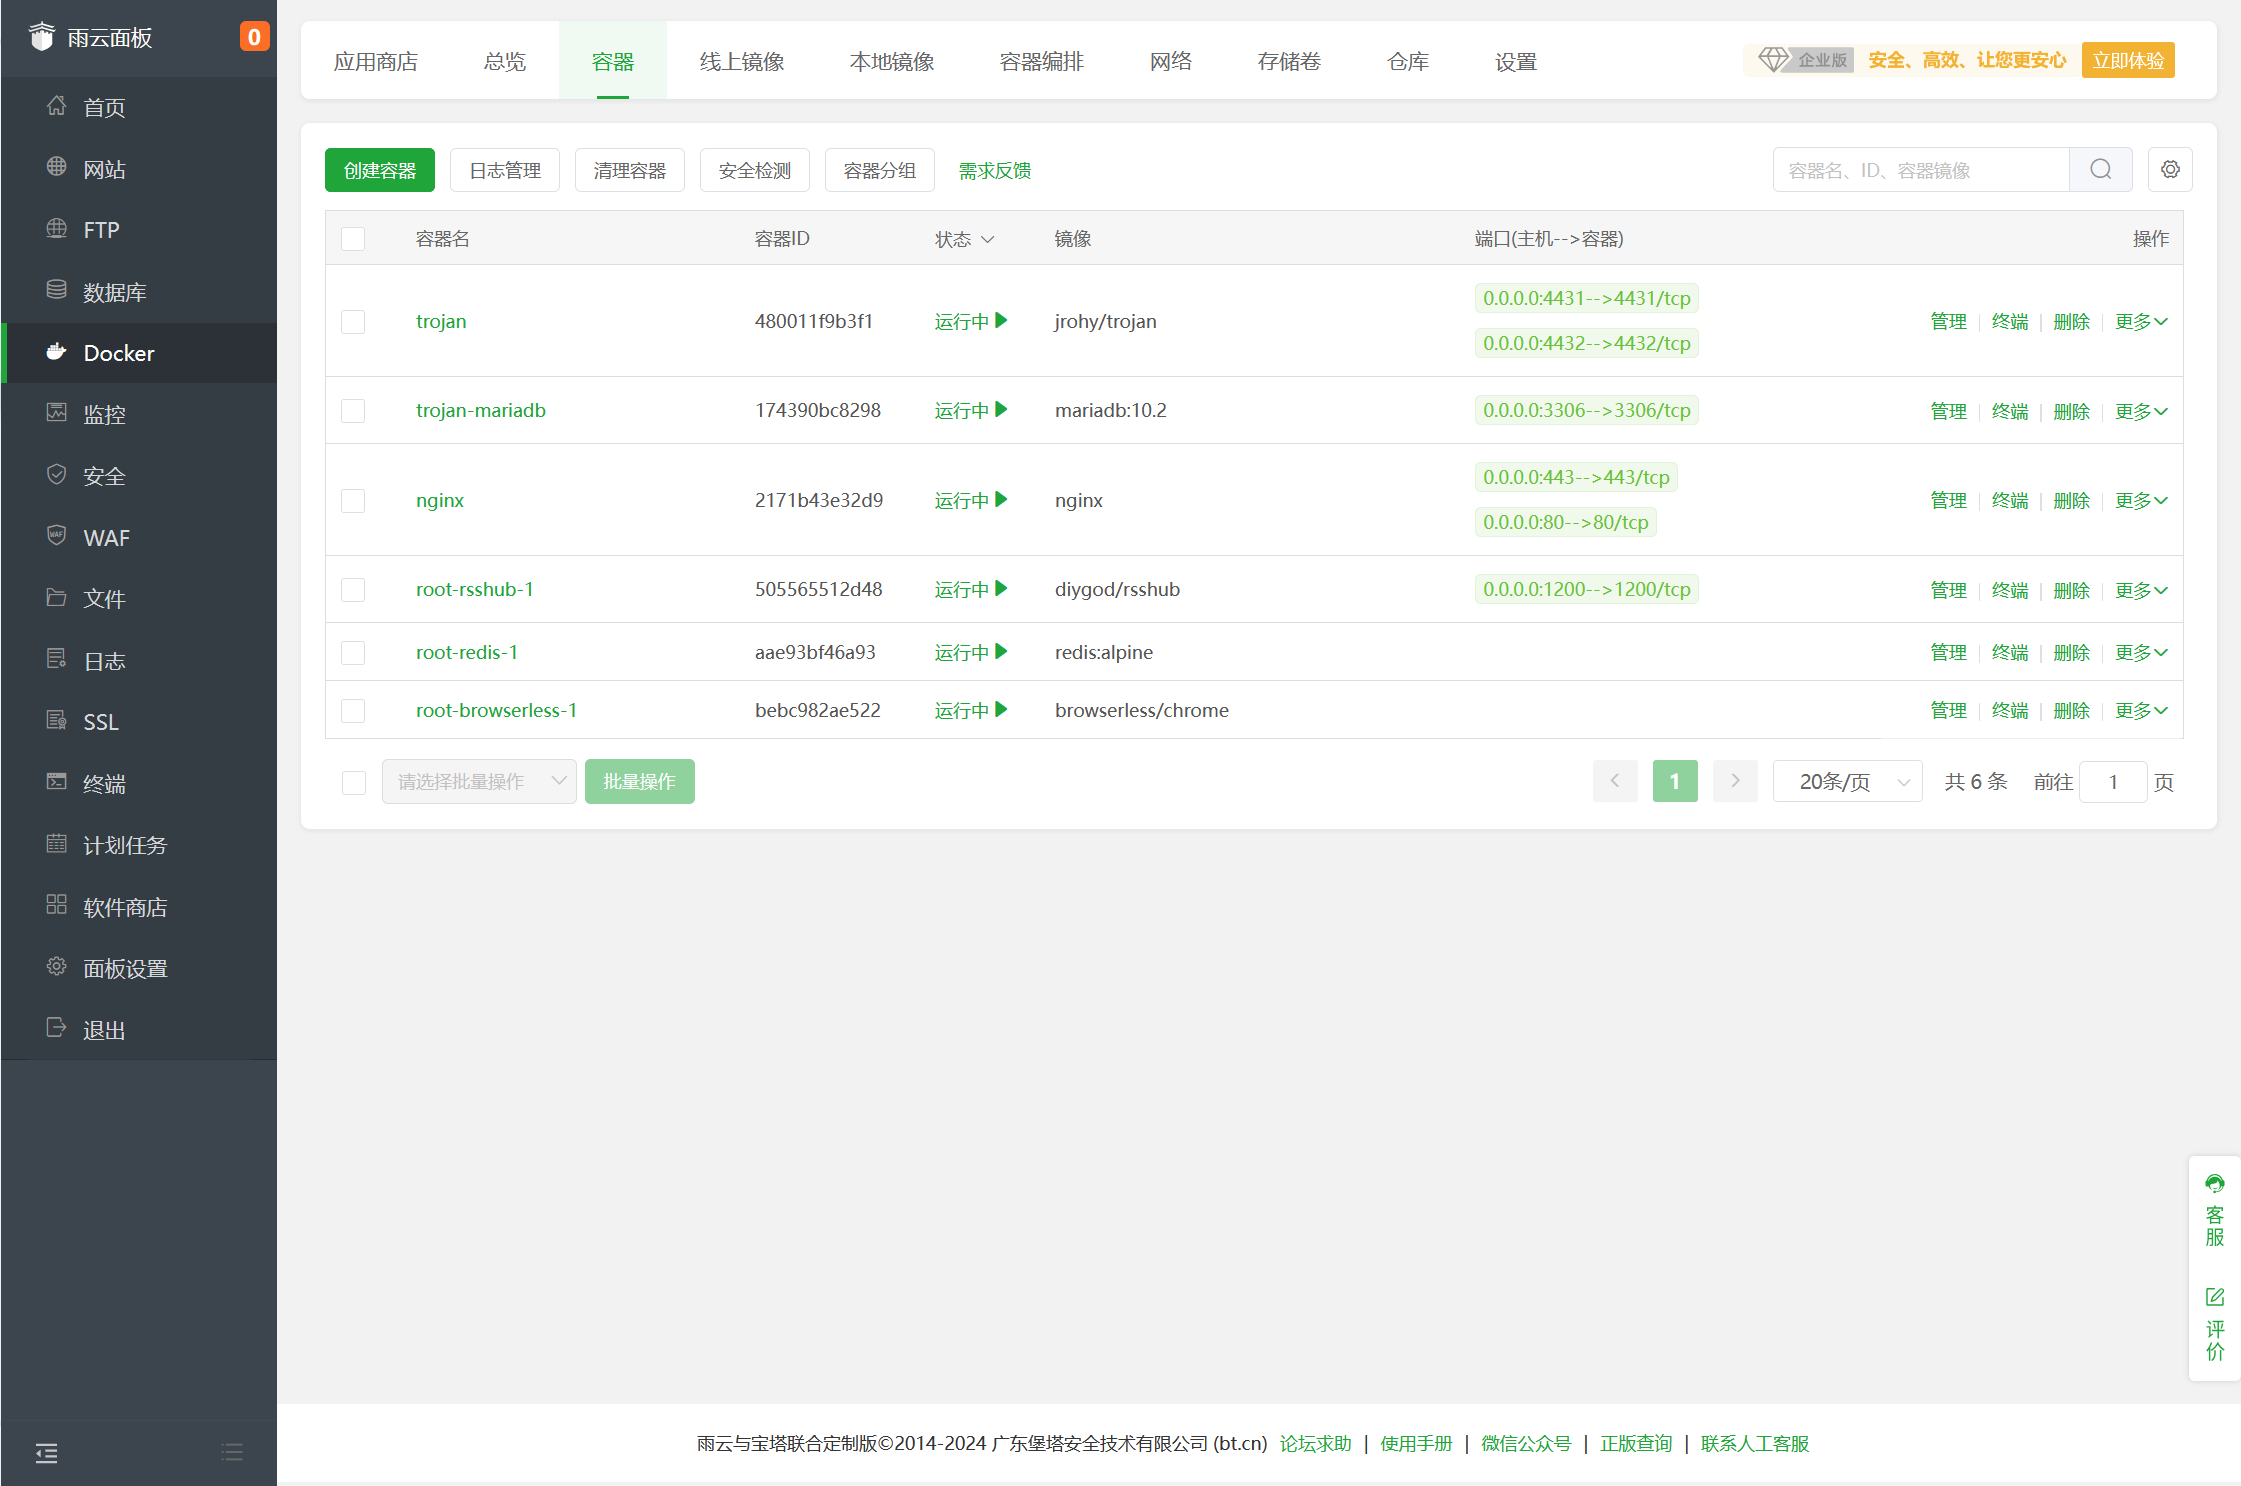 雨云面板
0
首页
网站
FTP
数据库
Docker
监控
安全
WAF
文件
日志
SSL
终端
计划任务
软件商店
面板设置
退出
应用商店 总览 容器 线上镜像 本地镜像 容器编排 网络 存储卷 仓库 设置
企业版 安全、高效、让您更安心 立即体验
创建容器 日志管理 清理容器 安全检测 容器分组 需求反馈 容器名、ID、容器镜像
容器名 容器ID 状态 镜像 端口(主机-->容器) 操作
trojan 480011f9b3f1 运行中 jrohy/trojan 0.0.0.0:4431-->4431/tcp 管理 终端 删除 更多
0.0.0.0:4432-->4432/tcp
trojan-mariadb 174390bc8298 运行中 mariadb:10.2 0.0.0.0:3306-->3306/tcp 管理 终端 删除 更多
nginx 2171b43e32d9 运行中 nginx 0.0.0.0:443-->443/tcp 管理 终端 删除 更多
0.0.0.0:80-->80/tcp
root-rsshub-1 505565512d48 运行中 diygod/rsshub 0.0.0.0:1200-->1200/tcp 管理 终端 删除 更多
root-redis-1 aae93bf46a93 运行中 redis:alpine 管理 终端 删除 更多
root-browserless-1 bebc982ae522 运行中 browserless/chrome 管理 终端 删除 更多
请选择批量操作 批量操作 1 20条/页 共 6 条 前往 1 页
客服
评价
雨云与宝塔联合定制版©2014-2024 广东堡塔安全技术有限公司 (bt.cn) 论坛求助 | 使用手册 | 微信公众号 | 正版查询 | 联系人工客服